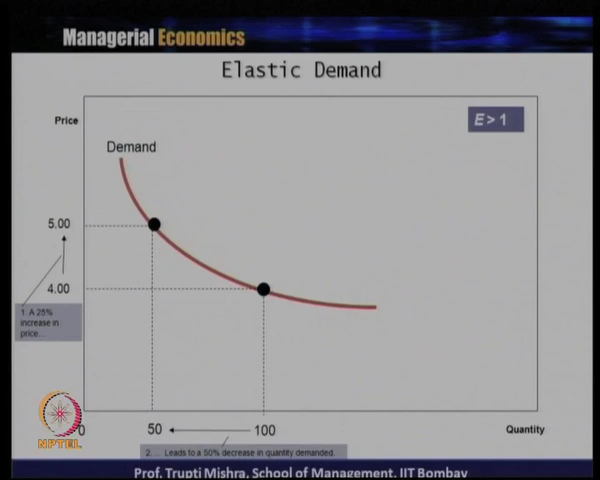 Managerial Economics
Elastic Demand
Price
E > 1
Demand
5.00
4.00
1. A 25%
increase in
price...
0
50
100
Quantity
2. ... Leads to a 50% decrease in quantity demanded.
NPTEL
Prof. Trupti Mishra, School of Management, IIT Bombay